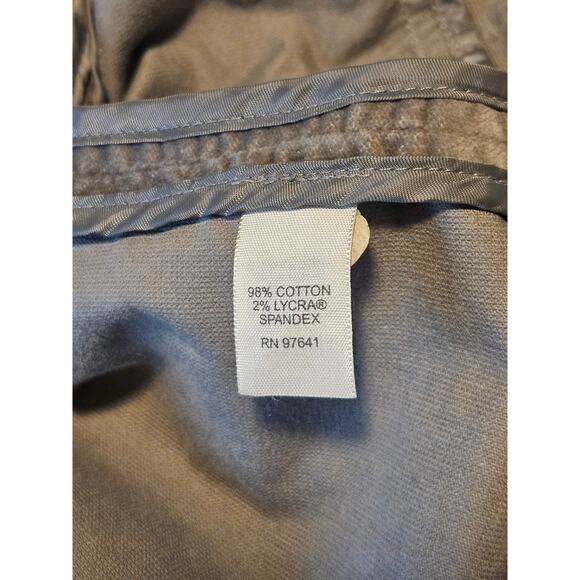 98% COTTON
2% LYCRA®
SPANDEX
RN 97641